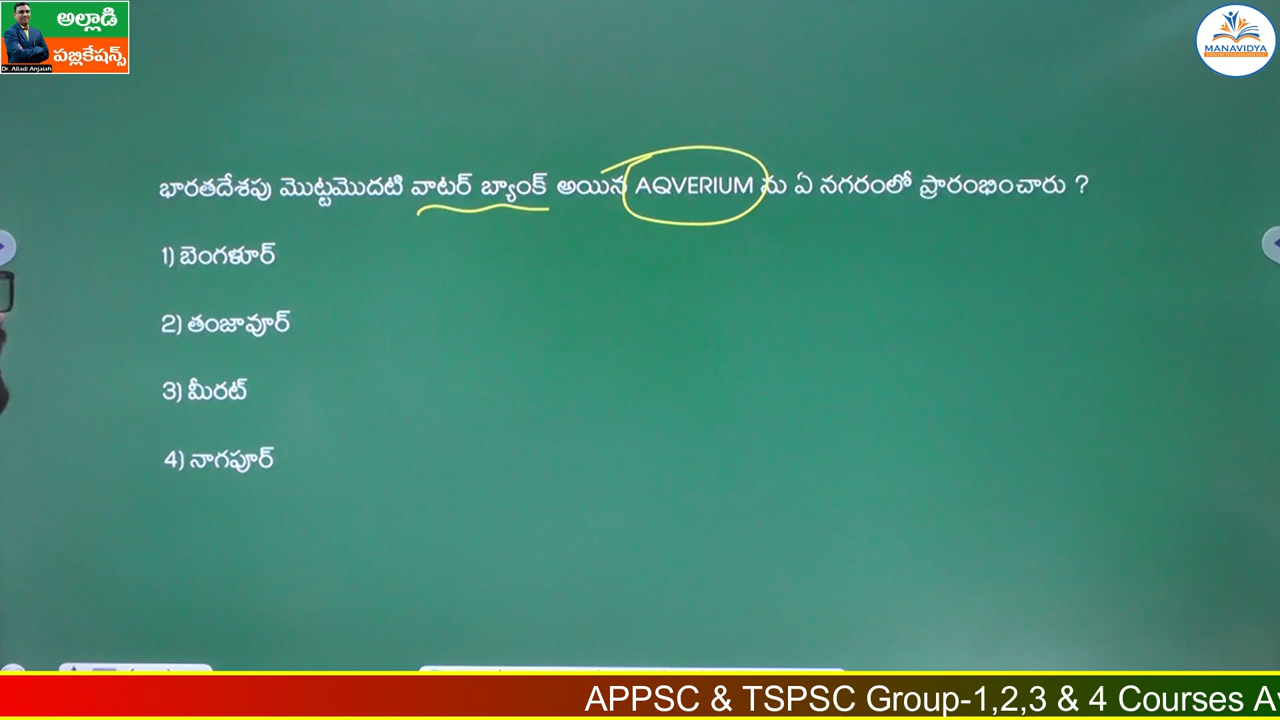 అల్లాడి
పబ్లికేషన్స్
Dr. Alladi Anjaiah
MANAVIDYA
భారతదేశపు మొట్టమొదటి వాటర్ బ్యాంక్ అయిన AQVERIUM ను ఏ నగరంలో ప్రారంభించారు ?
1) బెంగళూర్
2) తంజావూర్
3) మీరట్
4) నాగపూర్
APPSC & TSPSC Group-1,2,3 & 4 Courses Av